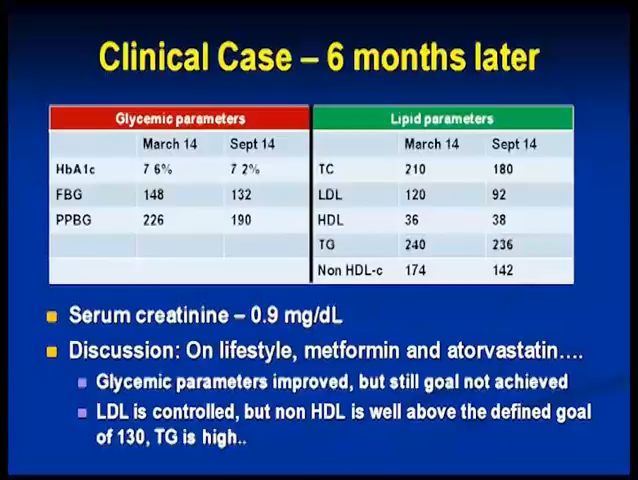 Clinical Case – 6 months later
Glycemic parameters Lipid parameters
March 14 Sept 14 March 14 Sept 14
HbA1c 7 6% 7 2% TC 210 180
FBG 148 132 LDL 120 92
PPBG 226 190 HDL 36 38
TG 240 236
Non HDL-c 174 142
Serum creatinine – 0.9 mg/dL
Discussion: On lifestyle, metformin and atorvastatin….
Glycemic parameters improved, but still goal not achieved
LDL is controlled, but non HDL is well above the defined goal
of 130, TG is high..